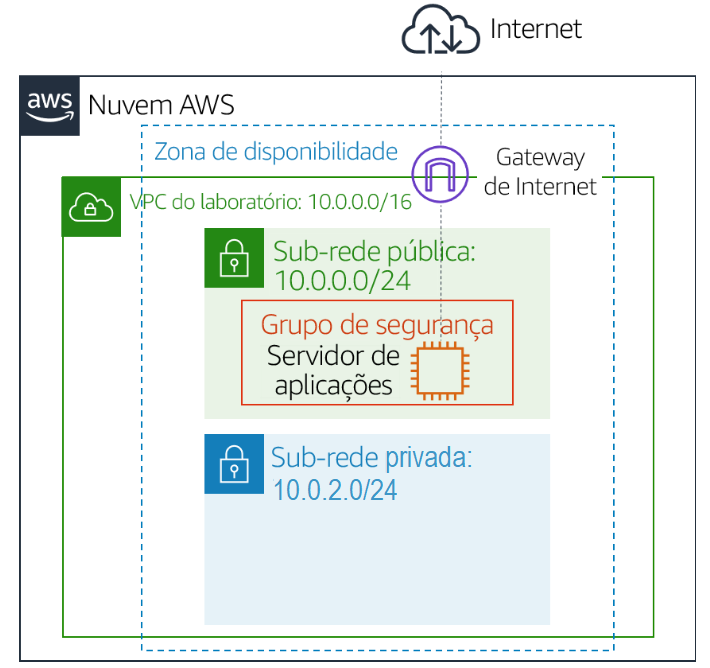 Internet
aws
Nuvem AWS
Zona de disponibilidade
Gateway
de Internet
VPC do laboratório: 10.0.0.0/16
Sub-rede pública:
10.0.0.0/24
Grupo de segurança
Servidor de
aplicações
Sub-rede privada:
10.0.2.0/24